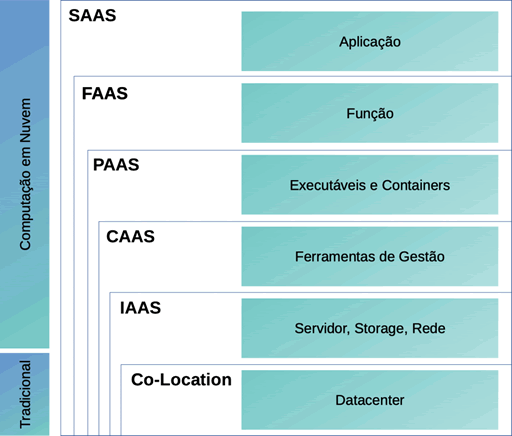 Computação em Nuvem
Tradicional
SAAS
Aplicação
FAAS
Função
PAAS
Executáveis e Containers
CAAS
Ferramentas de Gestão
IAAS
Servidor, Storage, Rede
Co-Location
Datacenter